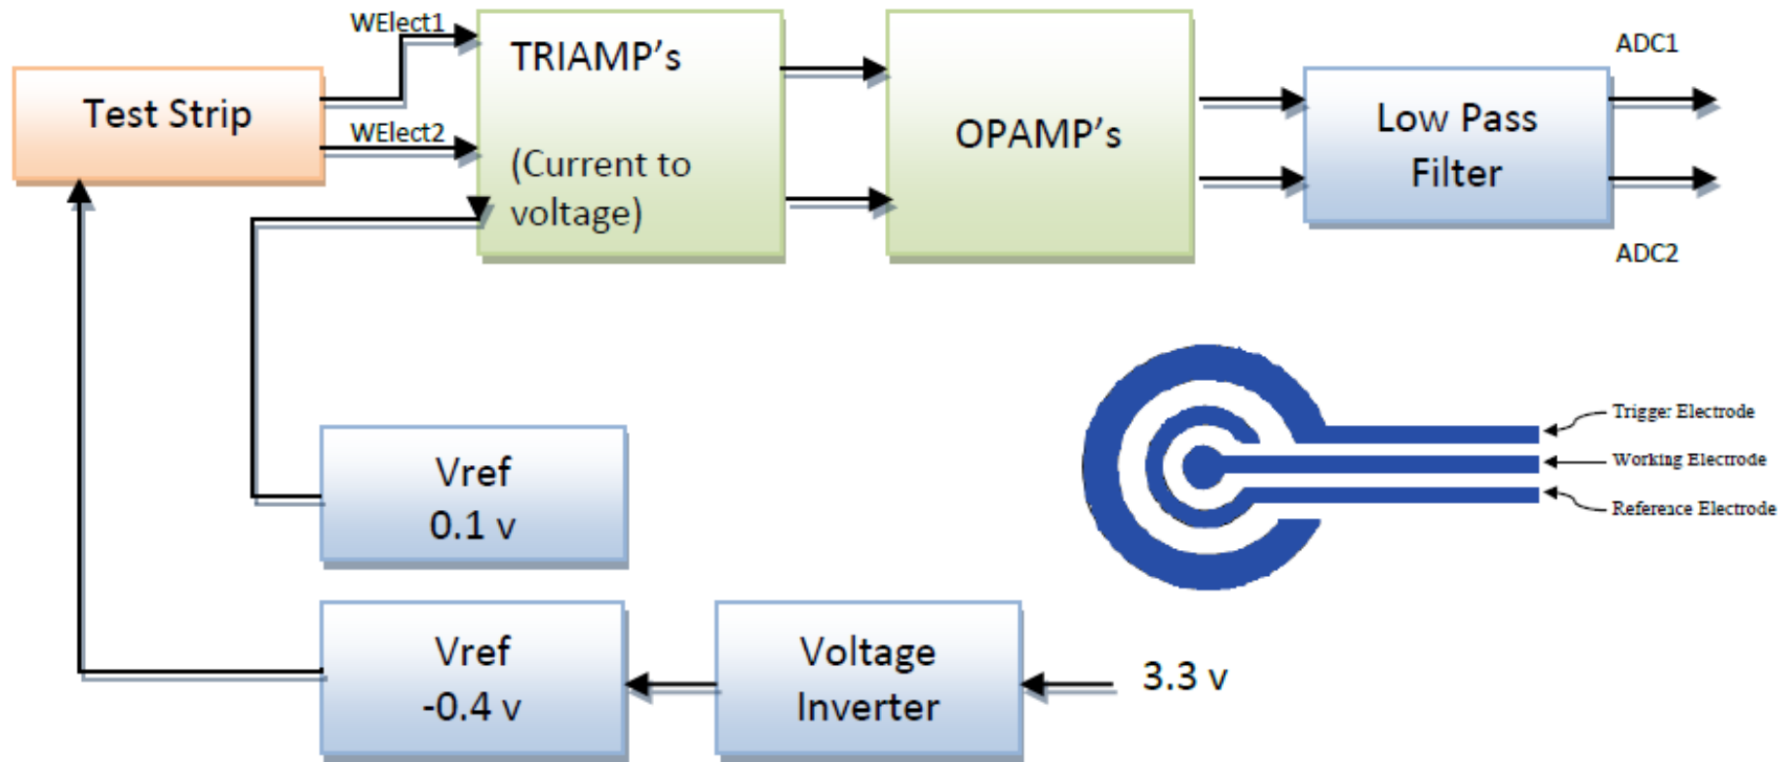 WElect1
WElect2
Test Strip
TRIAMP's
(Current to
voltage)
OPAMP's
Low Pass
Filter
ADC1
ADC2
Vref
0.1 v
Trigger Electrode
Working Electrode
Reference Electrode
Vref
-0.4 v
Voltage
Inverter
3.3 v